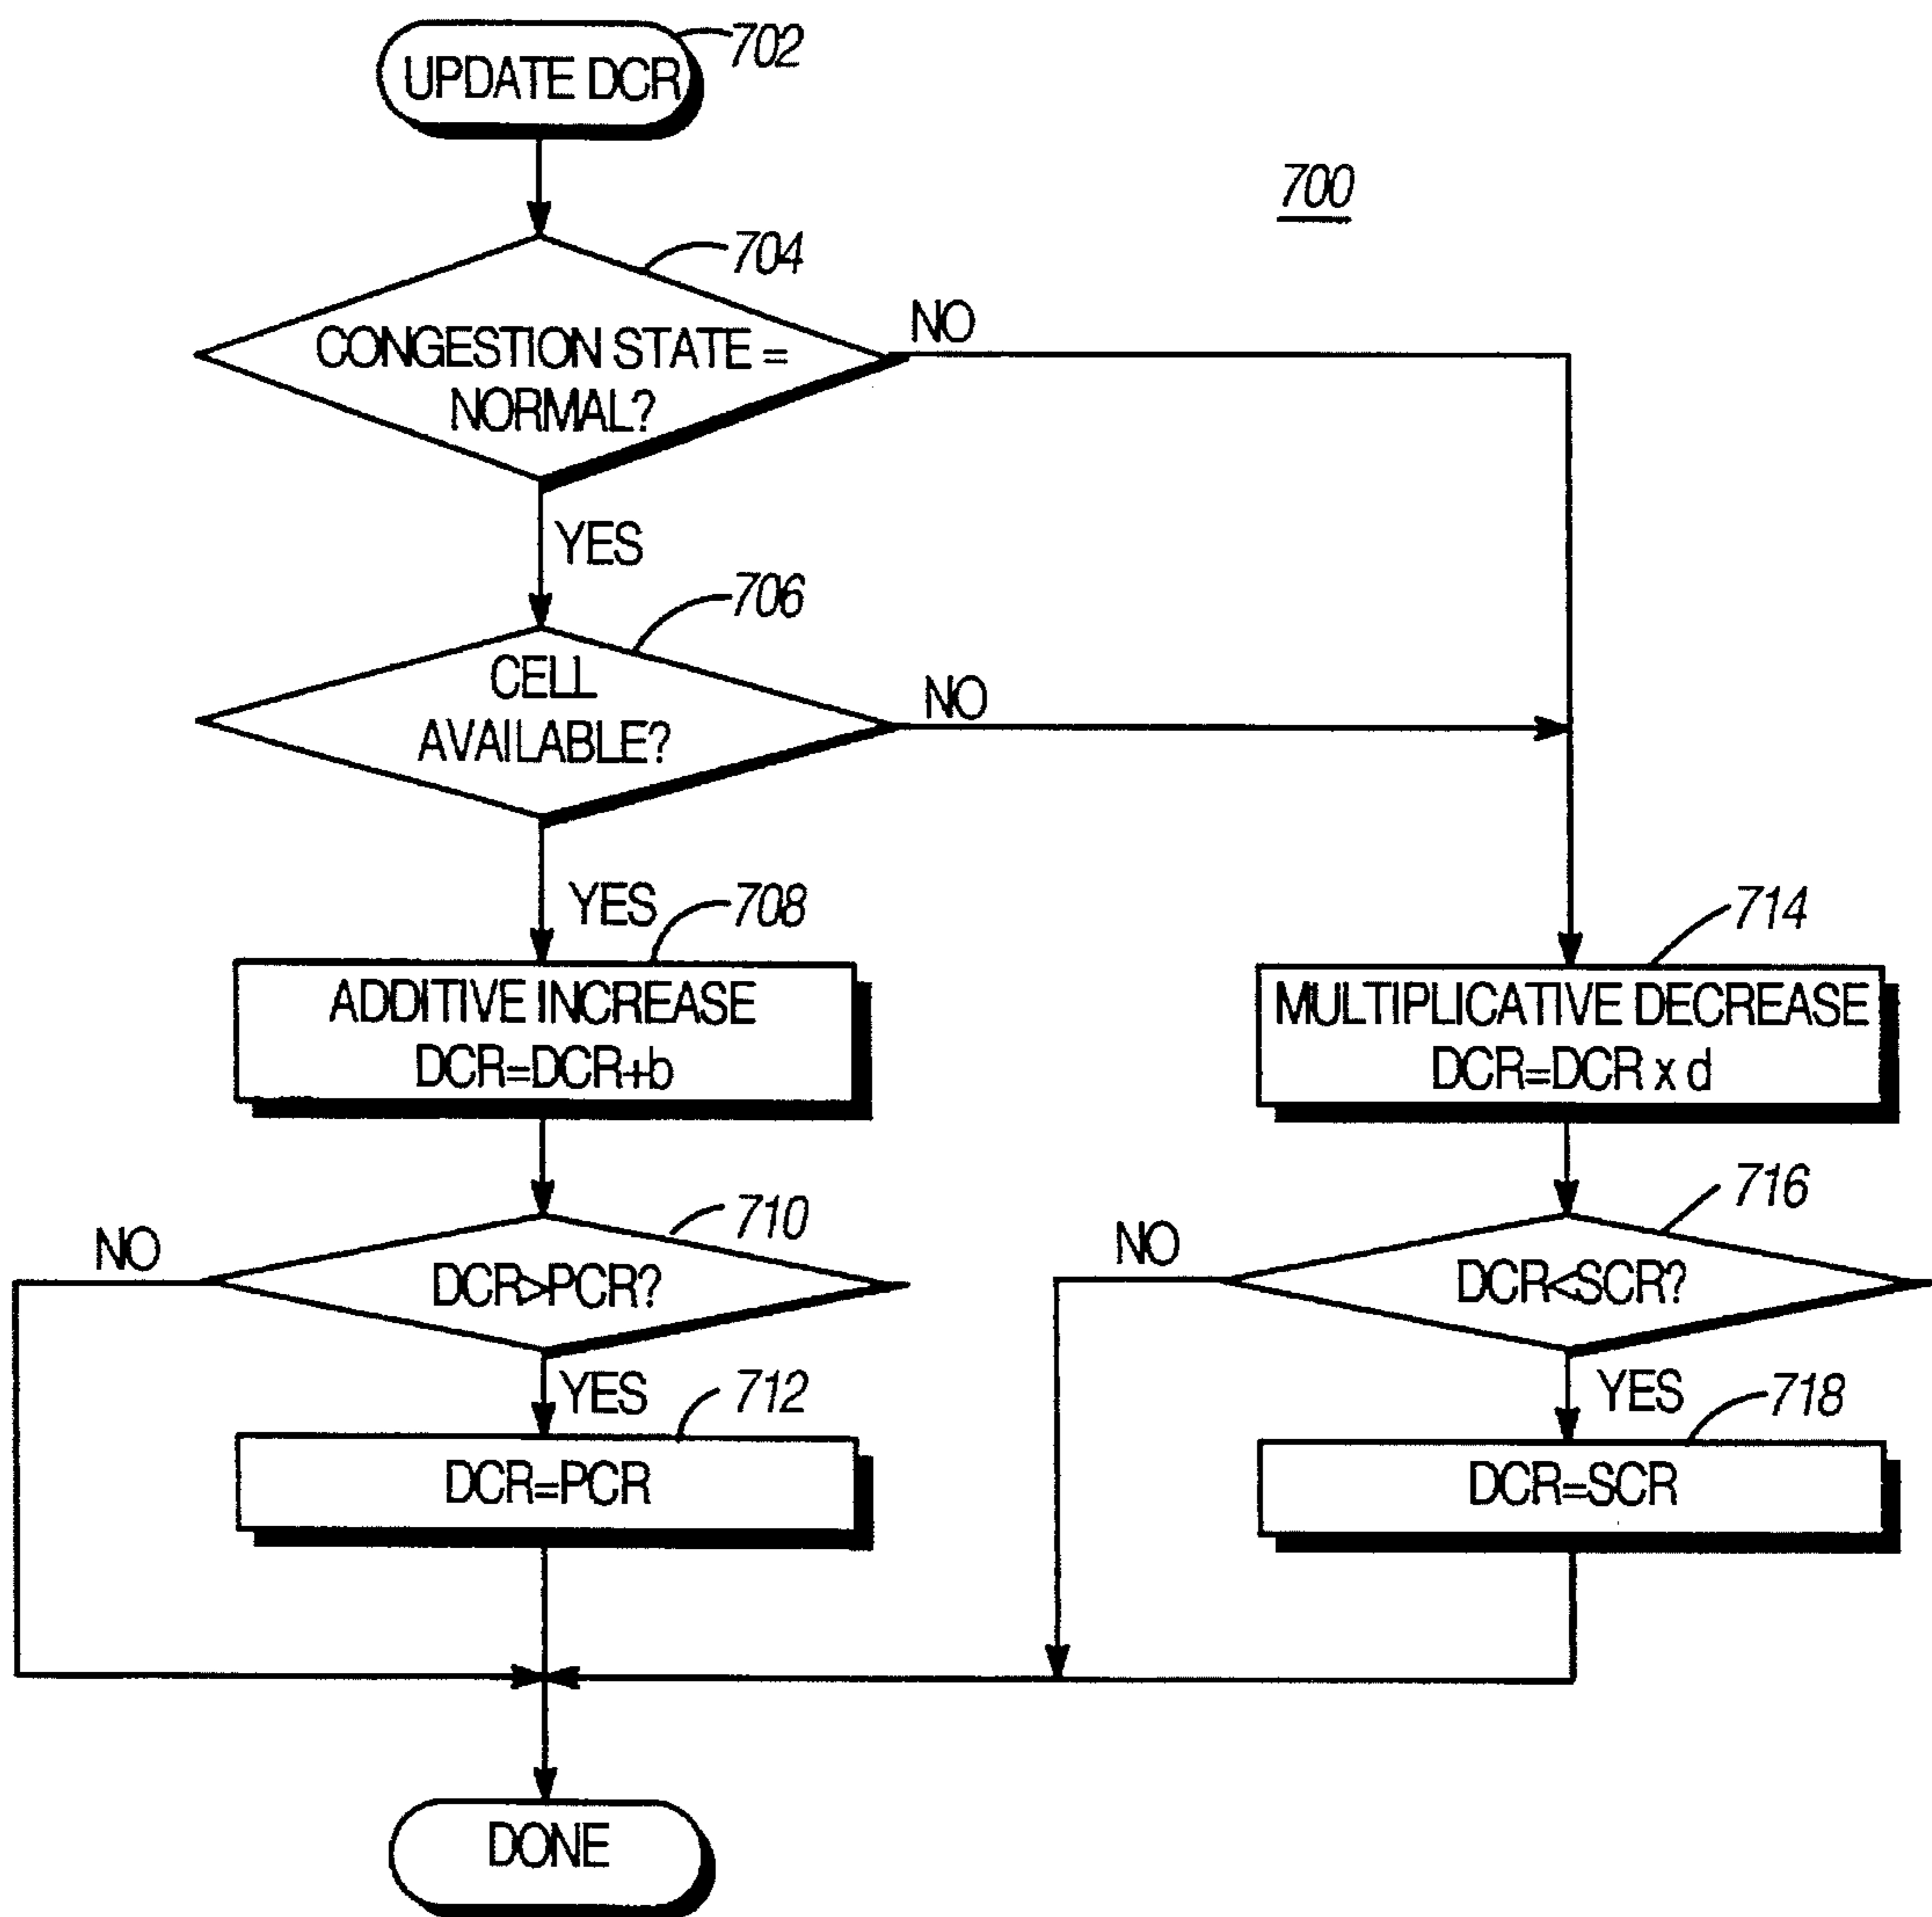 UPDATE DCR
702
700
704
CONGESTION STATE =
NORMAL?
NO
YES
706
CELL
AVAILABLE?
NO
YES
708
ADDITIVE INCREASE
DCR=DCR+b
714
MULTIPLICATIVE DECREASE
DCR=DCR x d
710
NO
DCR>PCR?
716
NO
DCR<SCR?
YES
712
DCR=PCR
YES
718
DCR=SCR
DONE